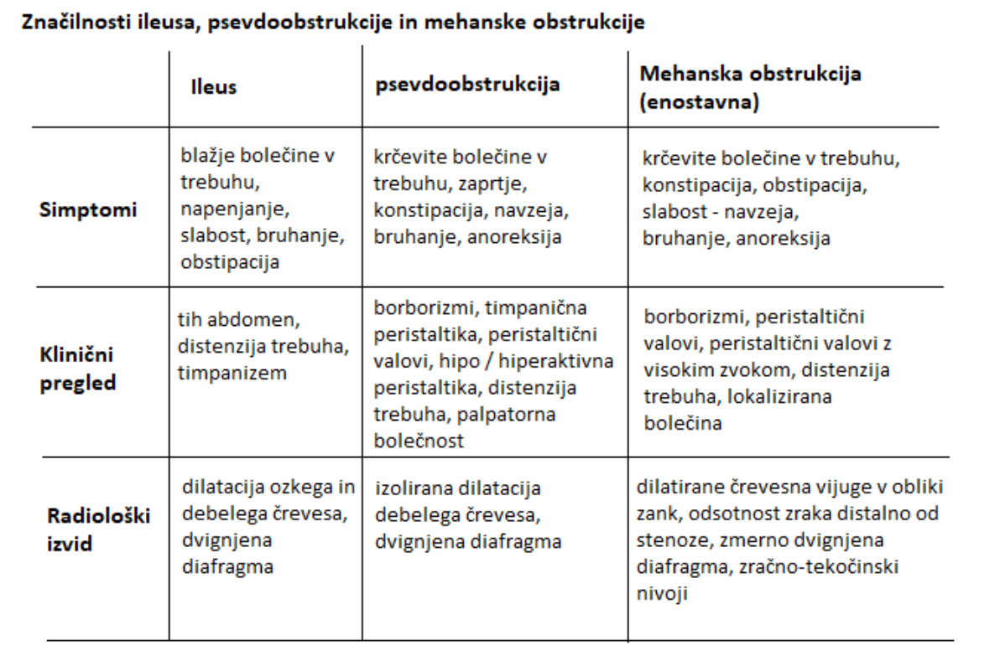 Značilnosti ileusa, psevdoobstrukcije in mehanske obstrukcije
Ileus
psevdoobstrukcija
Mehanska obstrukcija
(enostavna)
Simptomi
blažje bolečine v
trebuhu,
napenjanje,
slabost, bruhanje,
obstipacija
krčevite bolečine v
trebuhu, zaprtje,
konstipacija, navzeja,
bruhanje, anoreksija
krčevite bolečine v trebuhu,
konstipacija, obstipacija,
slabost - navzeja,
bruhanje, anoreksija
Klinični
pregled
tih abdomen,
distenzija trebuha,
timpanizem
borborizmi, timpanična
peristaltika, peristaltični
valovi, hipo / hiperaktivna
peristaltika, distenzija
trebuha, palpatorna
bolečnost
borborizmi, peristaltični
valovi, peristaltični valovi z
visokim zvokom, distenzija
trebuha, lokalizirana
bolečina
Radiološki
izvid
dilatacija ozkega in
debelega črevesa,
dvignjena
diafragma
izolirana dilatacija
debelega črevesa,
dvignjena diafragma
dilatirane črevesna vijuge v obliki
zank, odsotnost zraka distalno od
stenoze, zmerno dvignjena
diafragma, zračno-tekočinski
nivoji